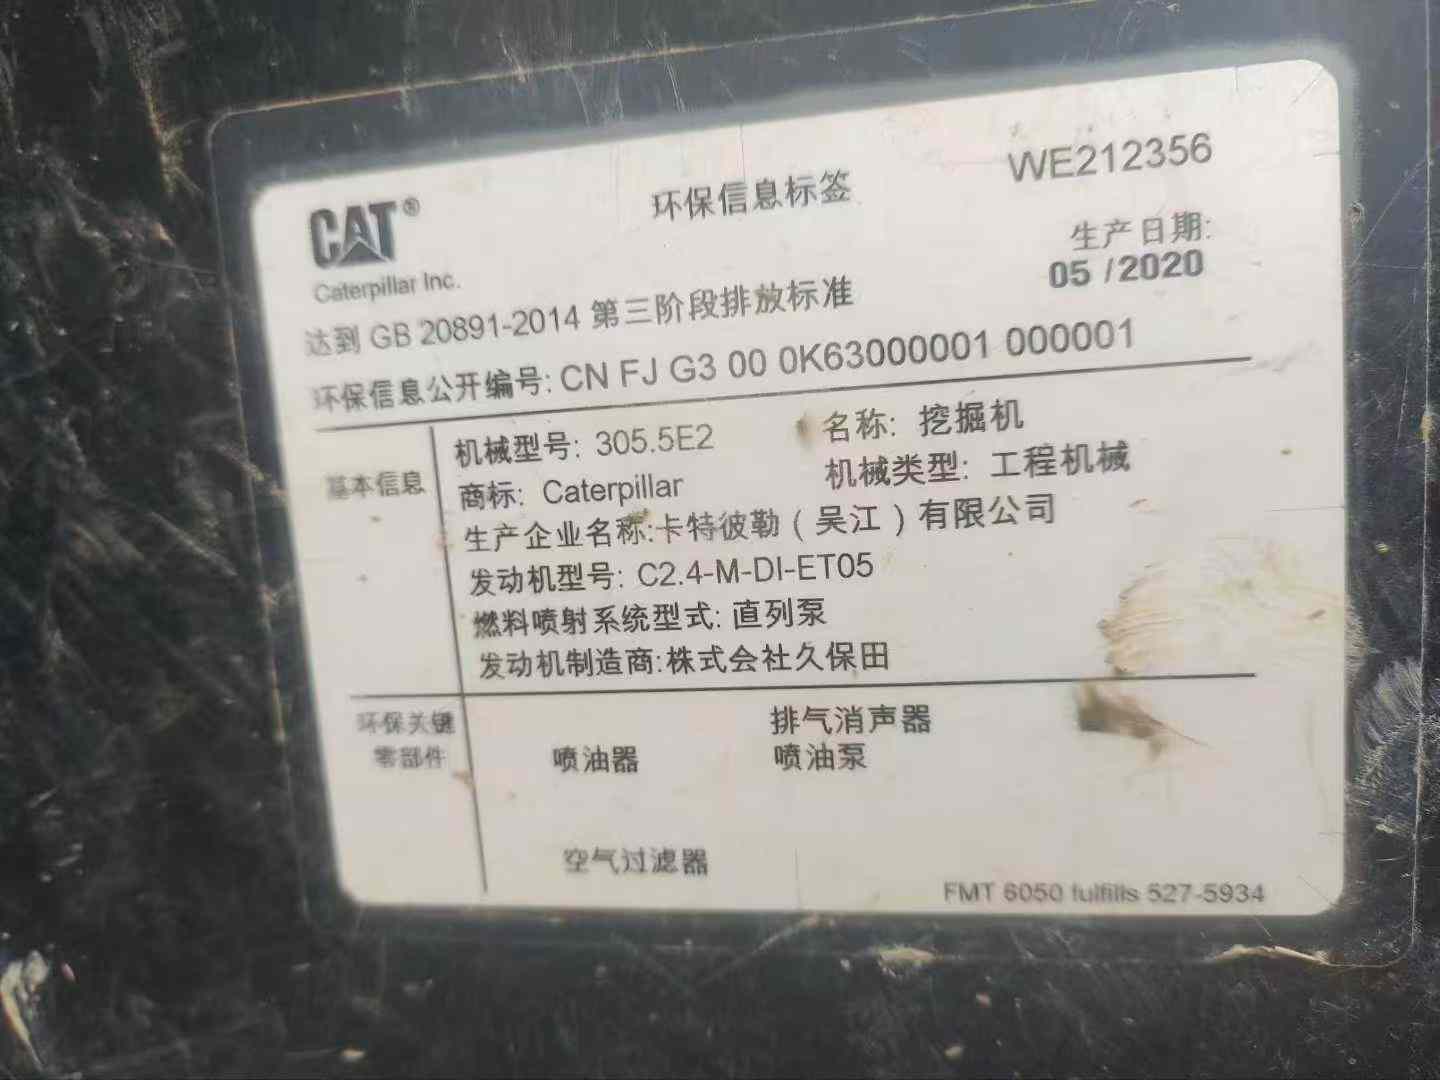 CAT®
Caterpillar Inc.
环保信息标签
WE212356
生产日期:
05 /2020
达到 GB 20891-2014 第三阶段排放标准
环保信息公开编号: CN FJ G3 00 0K63000001 000001
基本信息
机械型号: 305.5E2 名称: 挖掘机
商标: Caterpillar 机械类型: 工程机械
生产企业名称:卡特彼勒(吴江)有限公司
发动机型号: C2.4-M-DI-ET05
燃料喷射系统型式: 直列泵
发动机制造商:株式会社久保田
环保关键
零部件
排气消声器
喷油器 喷油泵
空气过滤器
FMT 6050 fulfills 527-5934